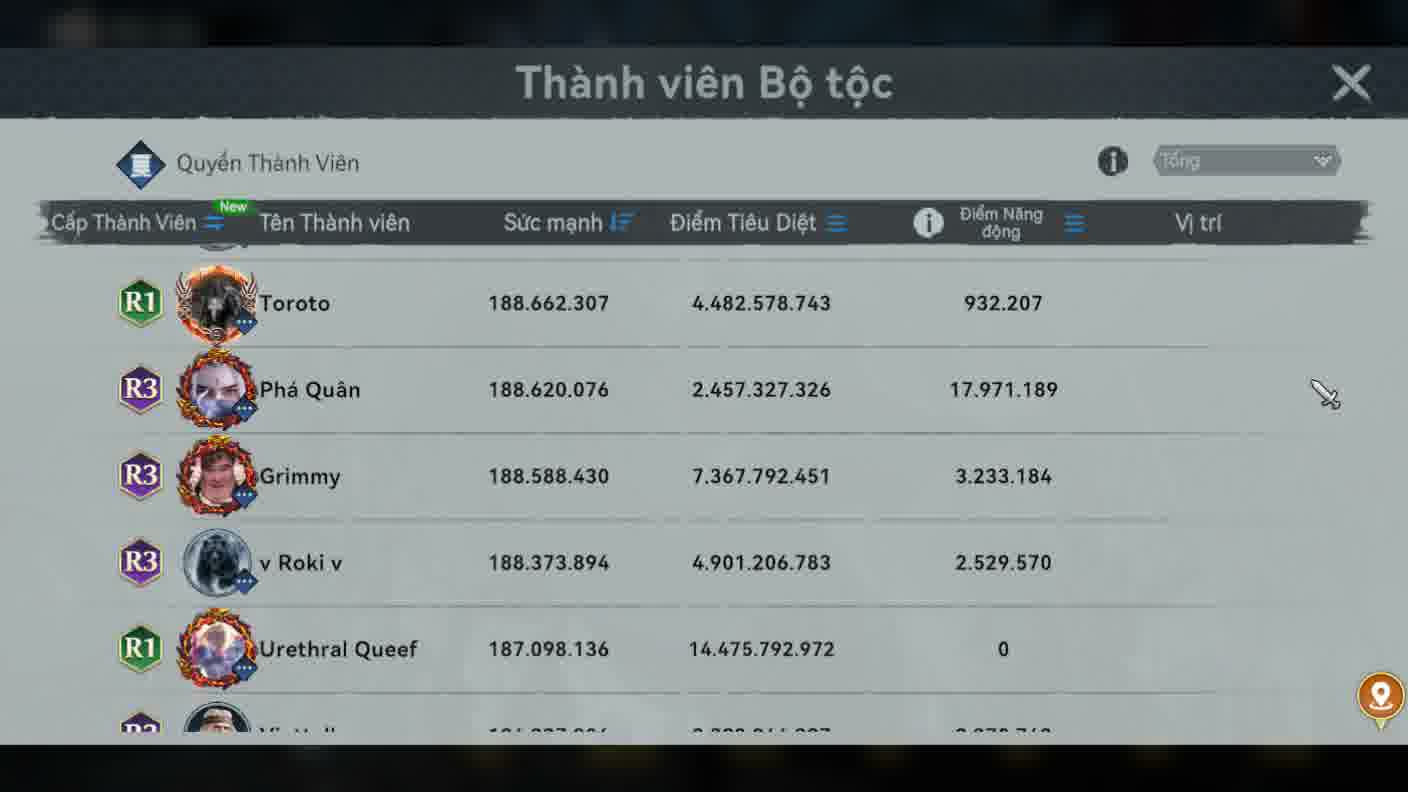 Thành viên Bộ tộc
Quyển Thành Viên
Tổng
Cấp Thành Viên New Tên Thành viên Sức mạnh Điểm Tiêu Diệt Điểm Năng động Vị trí
R1 Toroto 188.662.307 4.482.578.743 932.207
R3 Phá Quân 188.620.076 2.457.327.326 17.971.189
R3 Grimmy 188.588.430 7.367.792.451 3.233.184
R3 v Roki v 188.373.894 4.901.206.783 2.529.570
R1 Urethral Queef 187.098.136 14.475.792.972 0